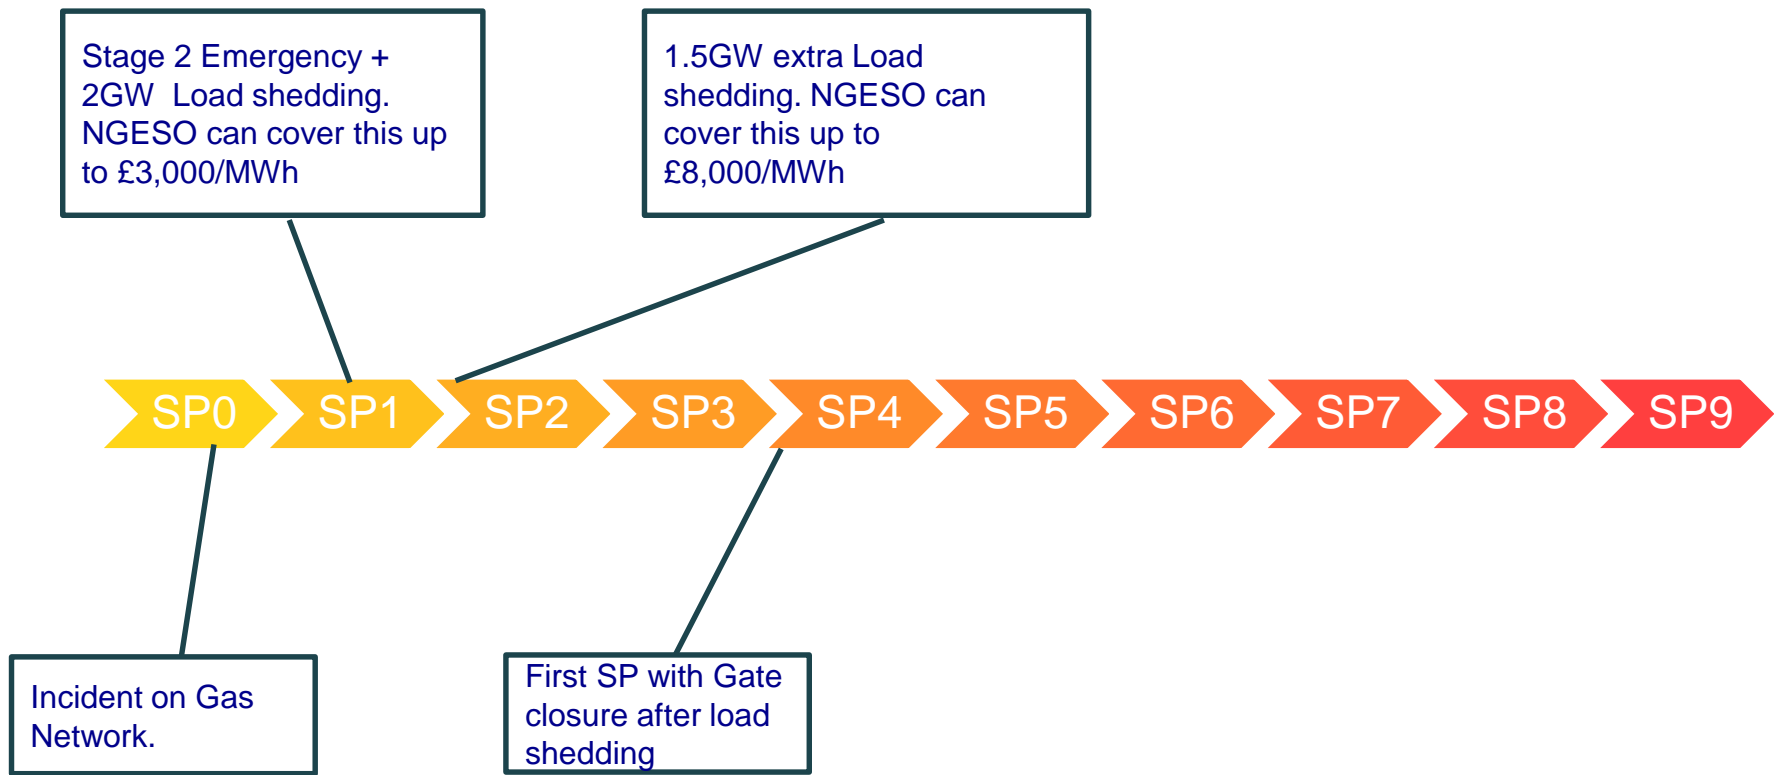 Stage 2 Emergency +
2GW  Load shedding.
NGESO can cover this up
to £3,000/MWh
1.5GW extra Load
shedding. NGESO can
cover this up to
£8,000/MWh
SP0 SP1 SP2 SP3 SP4 SP5 SP6 SP7 SP8 SP9
Incident on Gas
Network.
First SP with Gate
closure after load
shedding